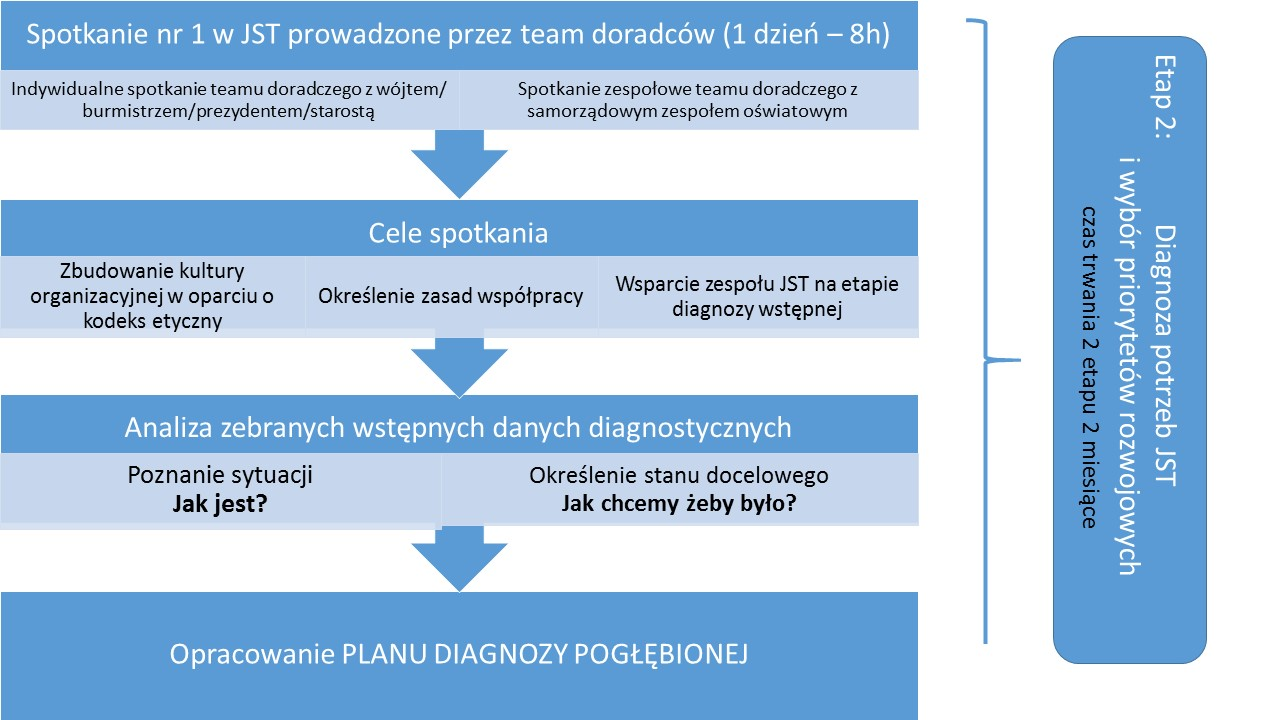 Spotkanie nr 1 w JST prowadzone przez team doradców (1 dzień – 8h)
Indywidualne spotkanie teamu doradczego z wójtem/
burmistrzem/prezydentem/starostą
Spotkanie zespołowe teamu doradczego z
samorządowym zespołem oświatowym
Cele spotkania
Zbudowanie kultury
organizacyjnej w oparciu o
kodeks etyczny
Określenie zasad współpracy
Wsparcie zespołu JST na etapie
diagnozy wstępnej
Analiza zebranych wstępnych danych diagnostycznych
Poznanie sytuacji
Jak jest?
Określenie stanu docelowego
Jak chcemy żeby było?
Opracowanie PLANU DIAGNOZY POGŁĘBIONEJ
Etap 2: Diagnoza potrzeb JST
i wybór priorytetów rozwojowych
czas trwania 2 etapu 2 miesiące